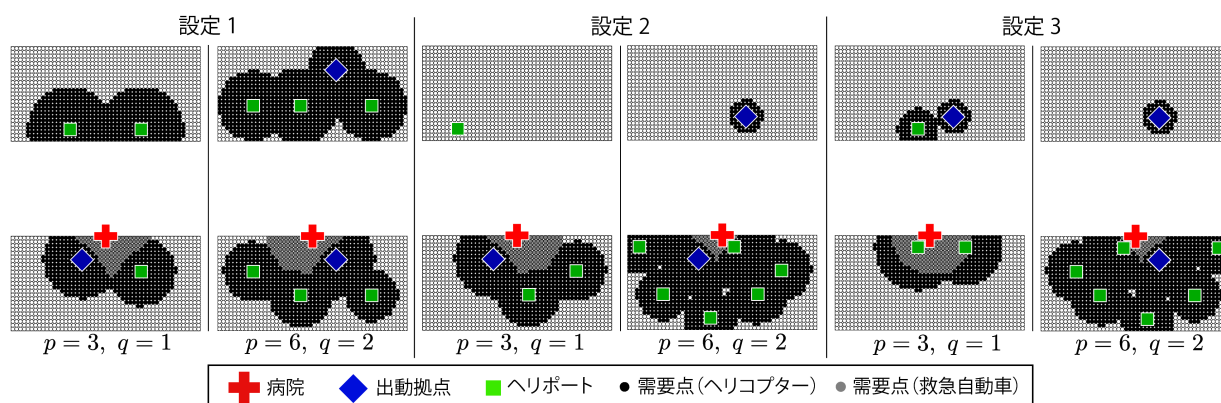 設定 1
設定 2
設定 3
p = 3, q = 1
p = 6, q = 2
p = 3, q = 1
p = 6, q = 2
p = 3, q = 1
p = 6, q = 2
病院 出動拠点 ヘリポート 需要点(ヘリコプター) 需要点(救急自動車)